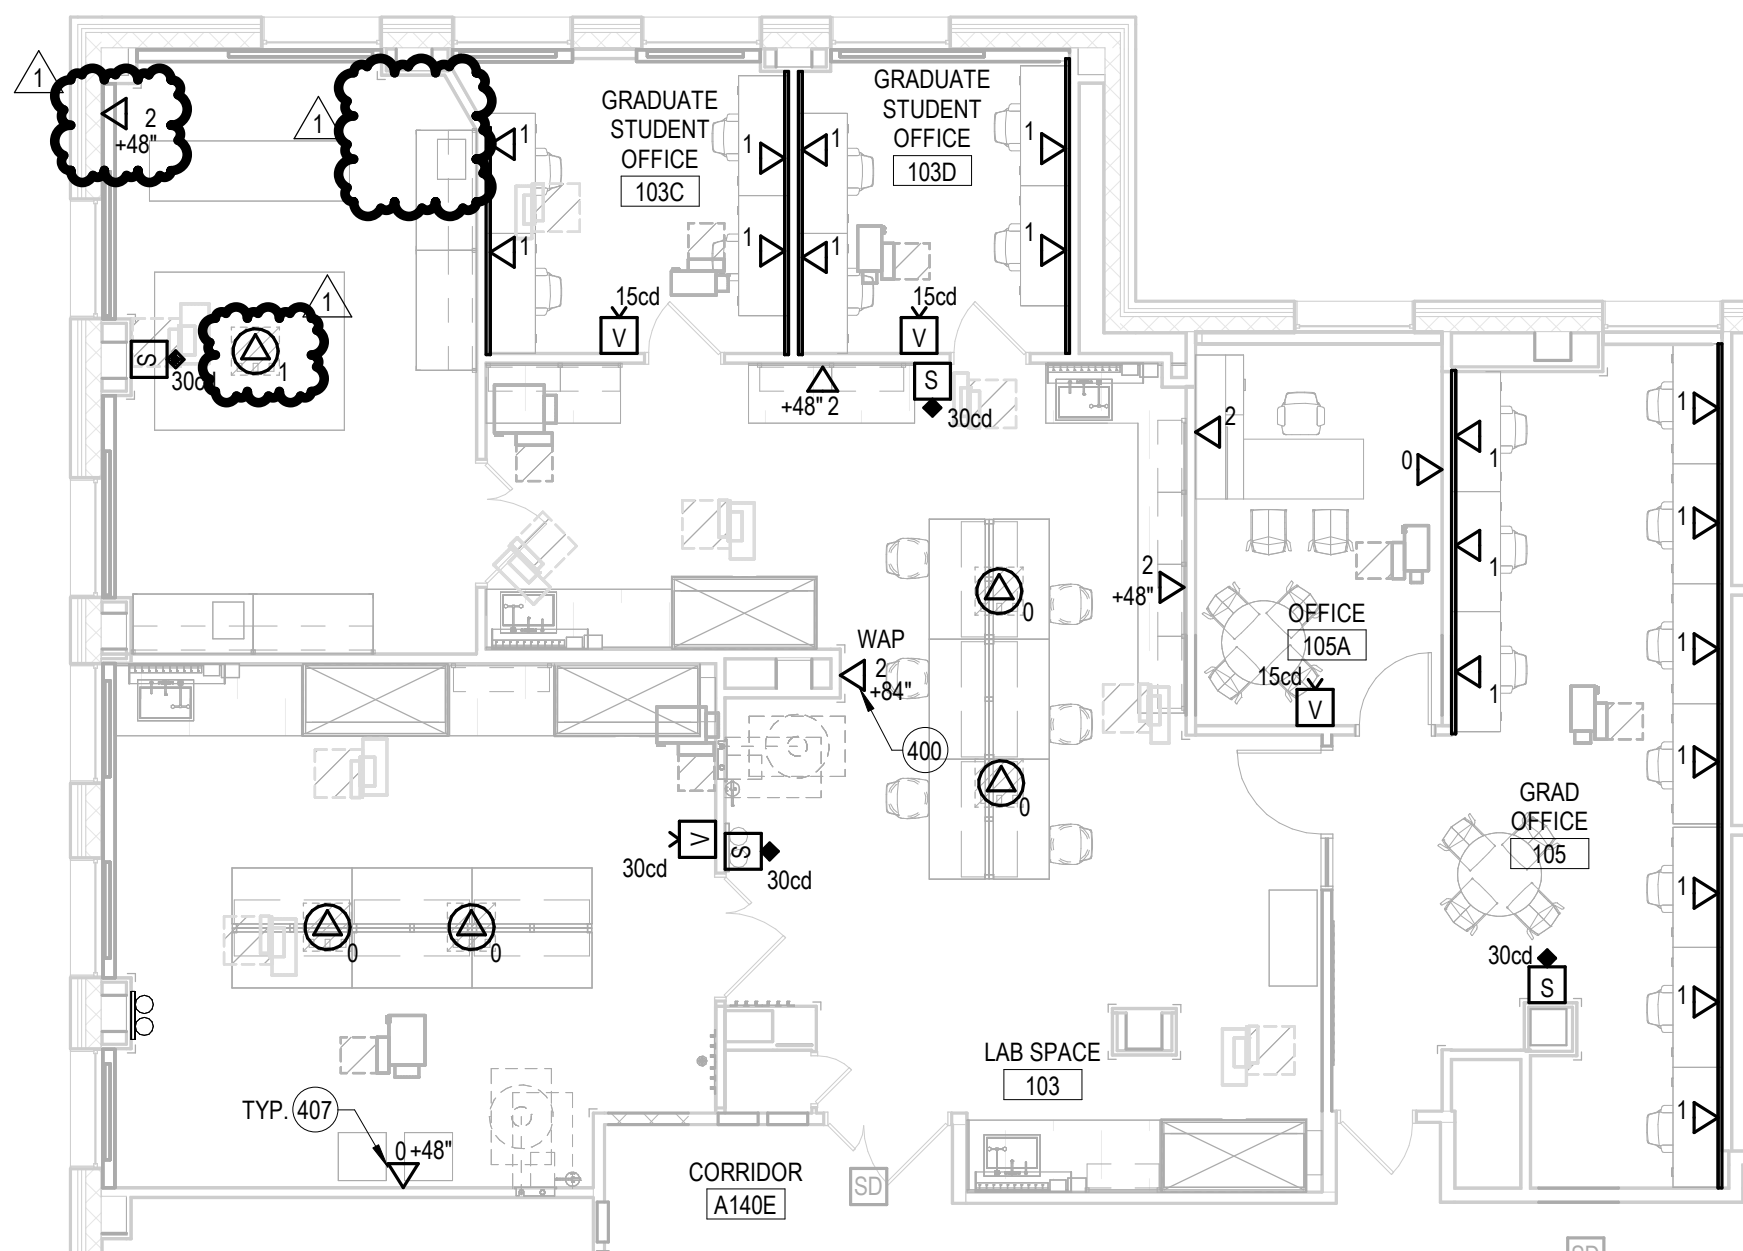 1
2
+48"
1
1
1
30cd
S
GRADUATE
STUDENT
OFFICE
103C
1
1
1
1
15cd
V
GRADUATE
STUDENT
OFFICE
103D
1
1
1
1
15cd
V
+48" 2
S
30cd
2
0
2
+48"
OFFICE
105A
15cd
V
1
1
1
1
1
1
1
1
1
1
GRAD
OFFICE
105
30cd
S
WAP
2
+84"
400
0
0
V
30cd
S
30cd
0
0
TYP. 407
0 +48"
LAB SPACE
103
CORRIDOR
A140E
SD
SD